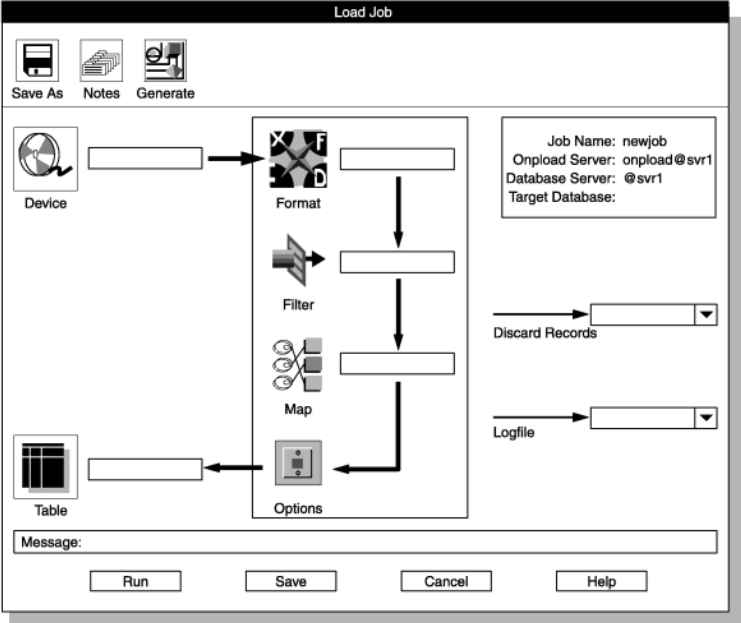 Load Job
Save As
Notes
Generate
Device
X F
D
Format
Job Name: newjob
Onpload Server: onpload@svr1
Database Server: @svr1
Target Database:
Filter
Discard Records
Map
Logfile
Table
Options
Message:
Run
Save
Cancel
Help